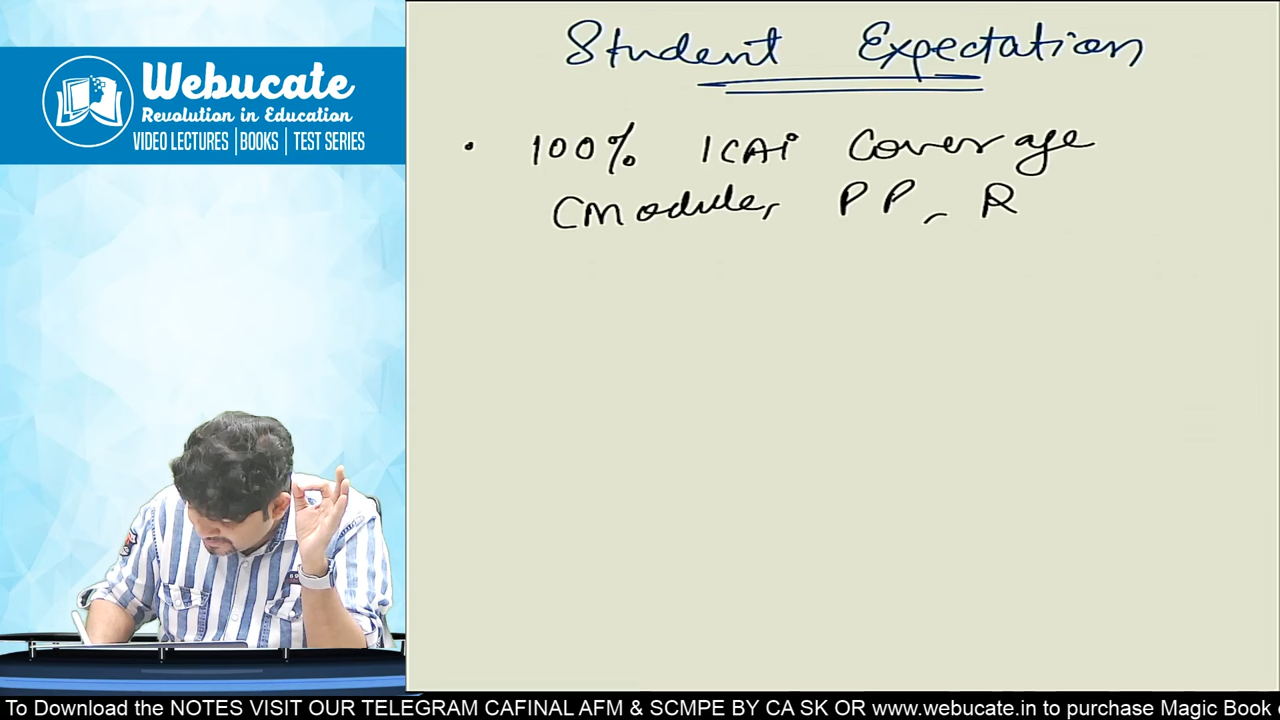 Webucate
Revolution in Education
VIDEO LECTURES | BOOKS | TEST SERIES
Student Expectation
• 100% ICAi Coverage
(Module, PP, R
To Download the NOTES VISIT OUR TELEGRAM CAFINAL AFM & SCMPE BY CA SK OR www.webucate.in to purchase Magic Book